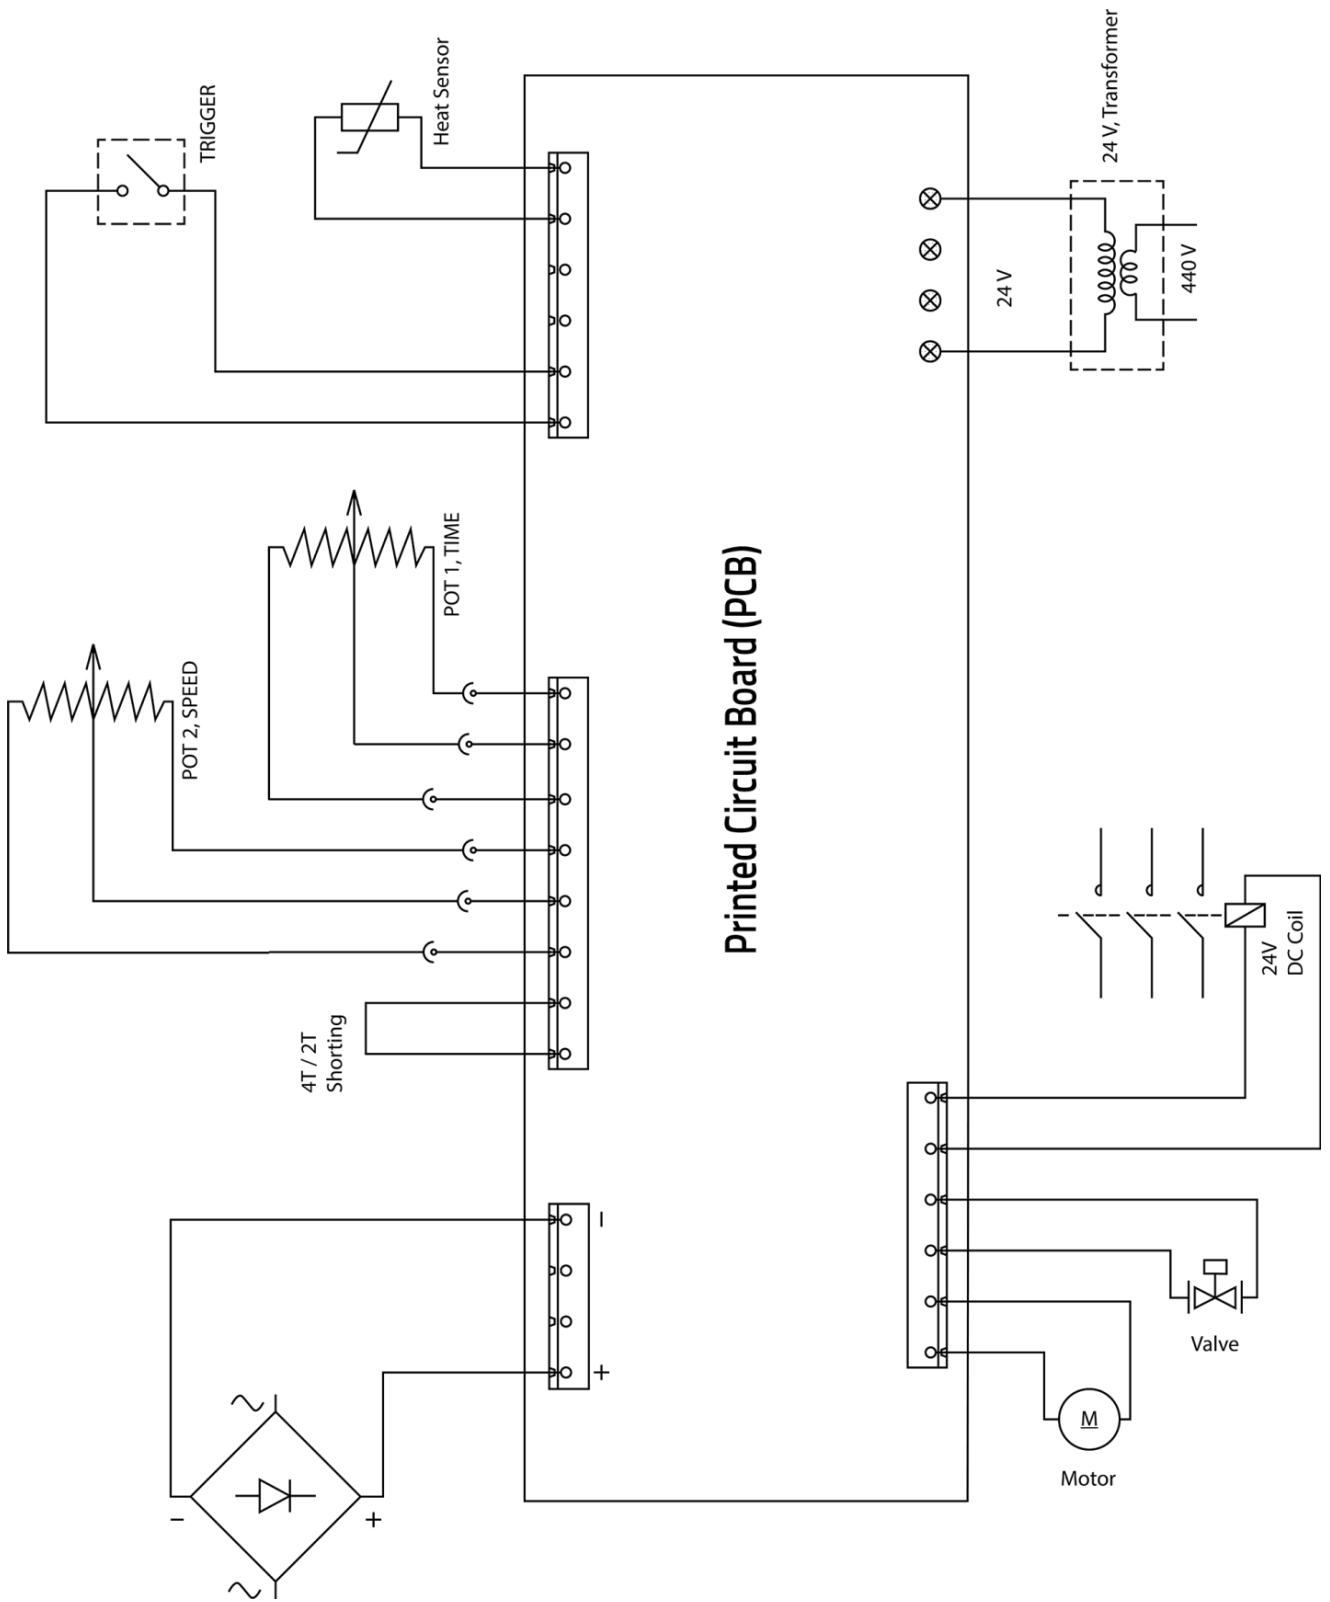 TRIGGER
Heat Sensor
24 V, Transformer
24 V
440 V
POT 1, TIME
POT 2, SPEED
Printed Circuit Board (PCB)
4T / 2T
Shorting
24V
DC Coil
–
+
–
+
Valve
M
Motor